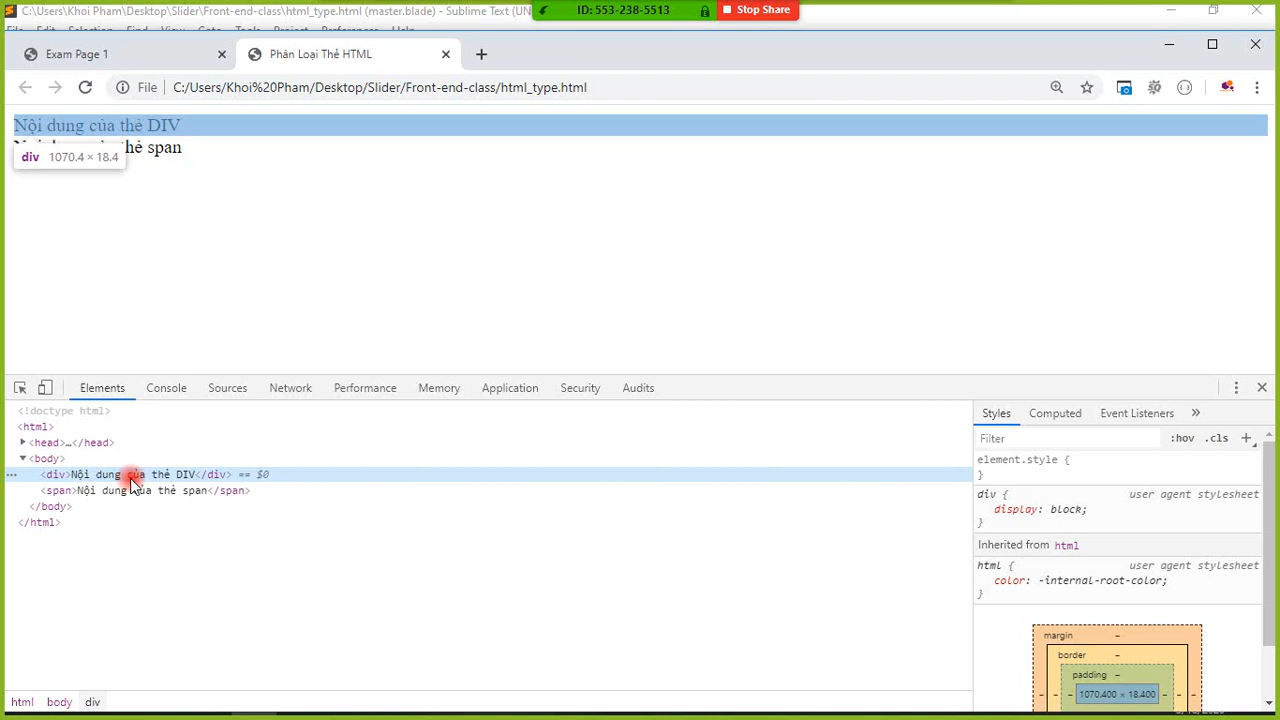 C:\Users\Khoi Pham\Desktop\Slider\Front-end-class\html_type.html (master.blade) - Sublime Text (UN
ID: 553-238-5513
Stop Share
Exam Page 1
Phân Loại Thẻ HTML
File
C:/Users/Khoi%20Pham/Desktop/Slider/Front-end-class/html_type.html
Nội dung của thẻ DIV
thẻ span
div 1070.4 × 18.4
Elements Console Sources Network Performance Memory Application Security Audits
<!doctype html>
<html>
<head>…</head>
<body>
<div>Nội dung của thẻ DIV</div> == $0
<span>Nội dung của thẻ span</span>
</body>
</html>
html body div
Styles Computed Event Listeners »
Filter :hov .cls +
element.style {
}
div { user agent stylesheet
display: block;
}
Inherited from html
html { user agent stylesheet
color: -internal-root-color;
}
margin –
border –
padding –
– – – 1070.400 × 18.400 – – –